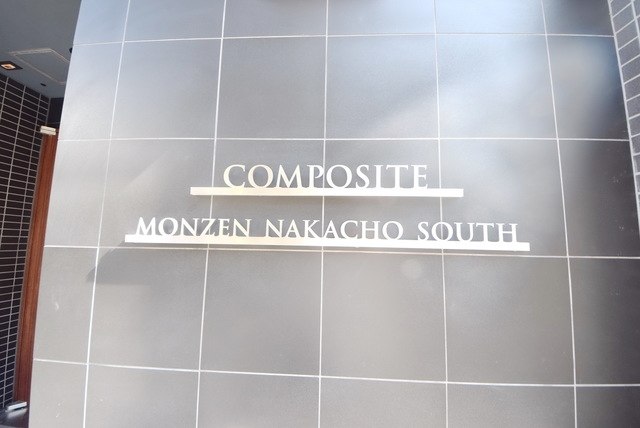 COMPOSITE
MONZEN NAKACHO SOUTH